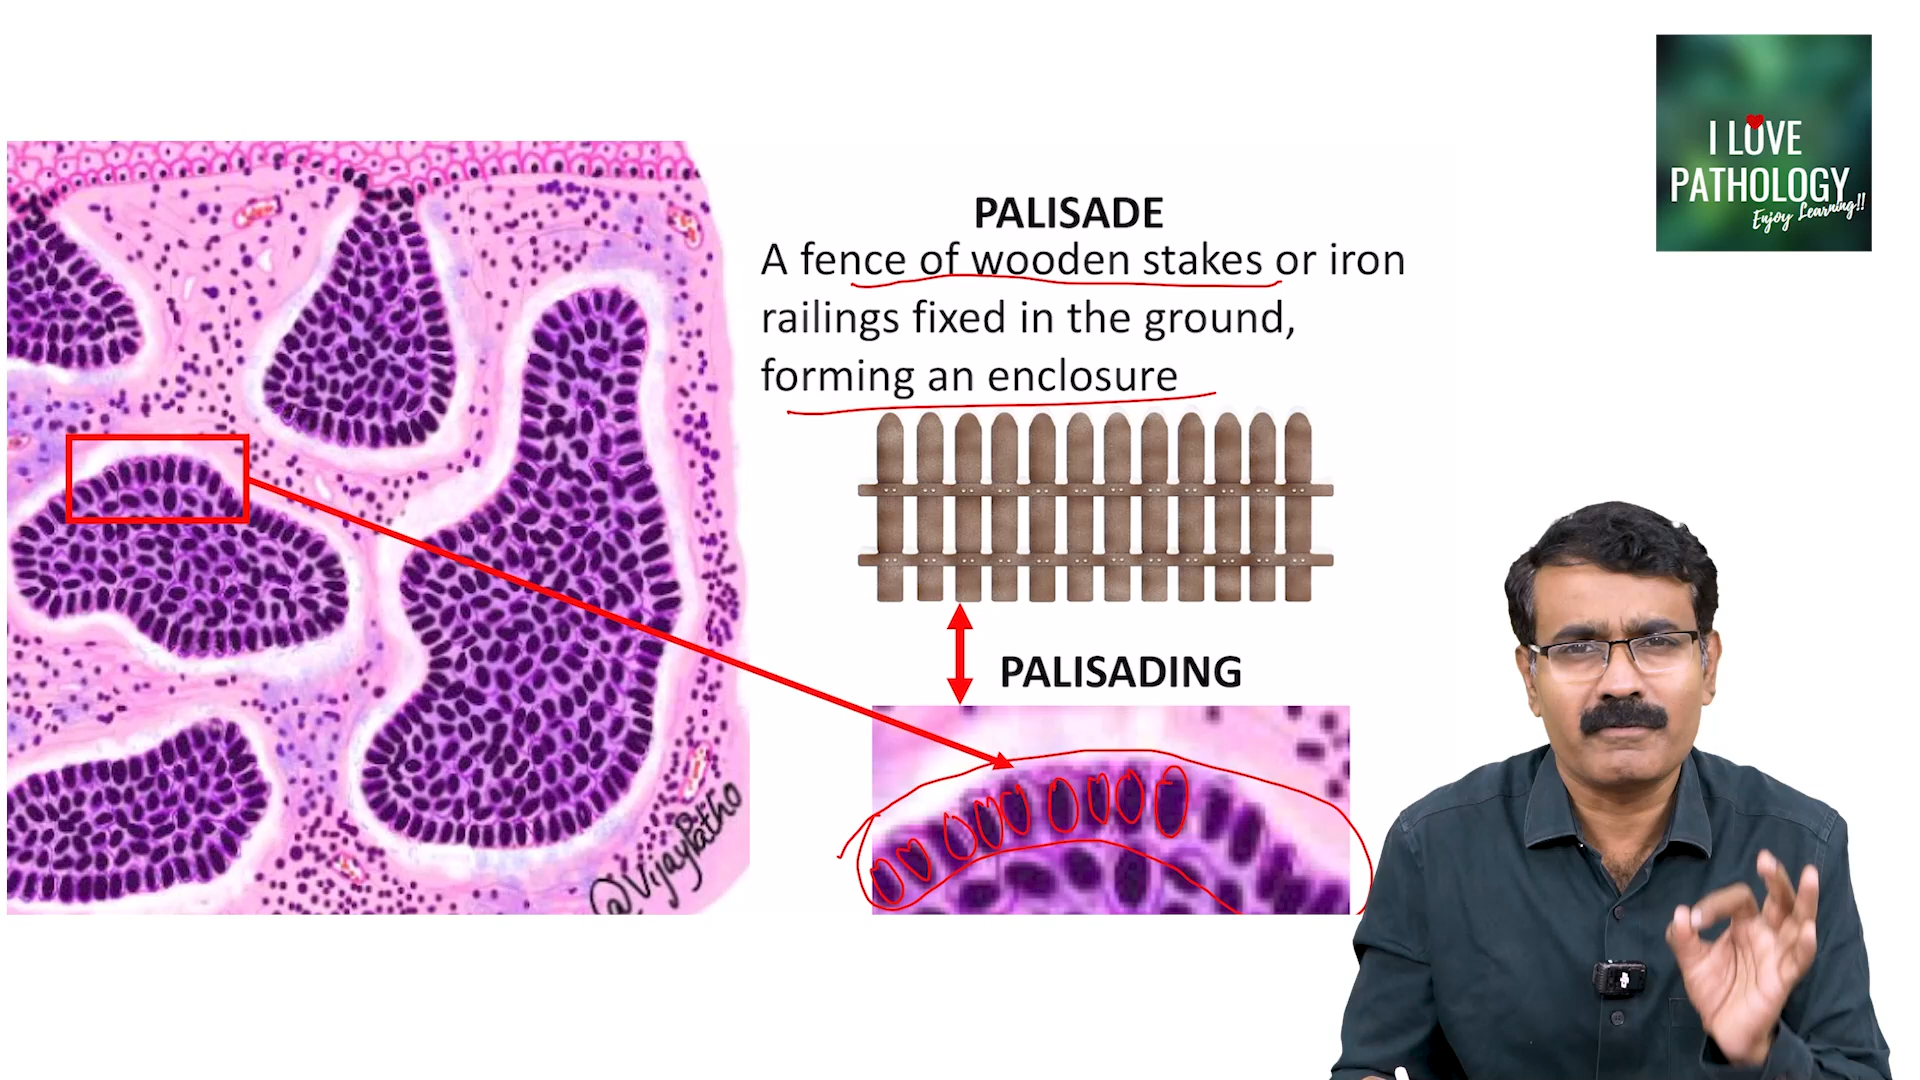 I LOVE
PATHOLOGY
Enjoy Learning!!
PALISADE
A fence of wooden stakes or iron
railings fixed in the ground,
forming an enclosure
PALISADING
@VijayPatho